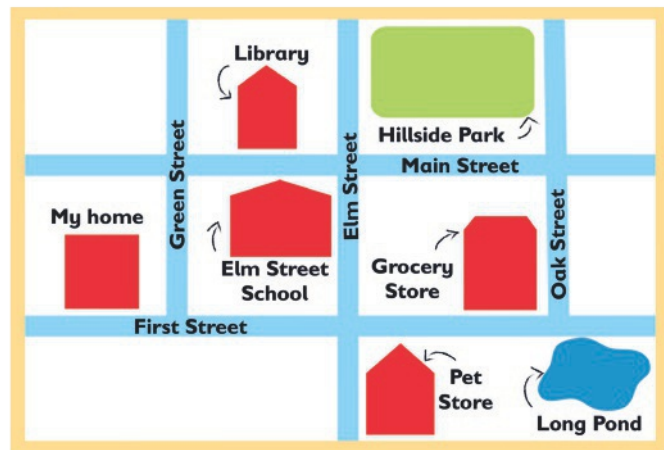 Library
Hillside Park
Green Street
Elm Street
Main Street
My home
Elm Street
School
Grocery
Store
Oak Street
First Street
Pet
Store
Long Pond